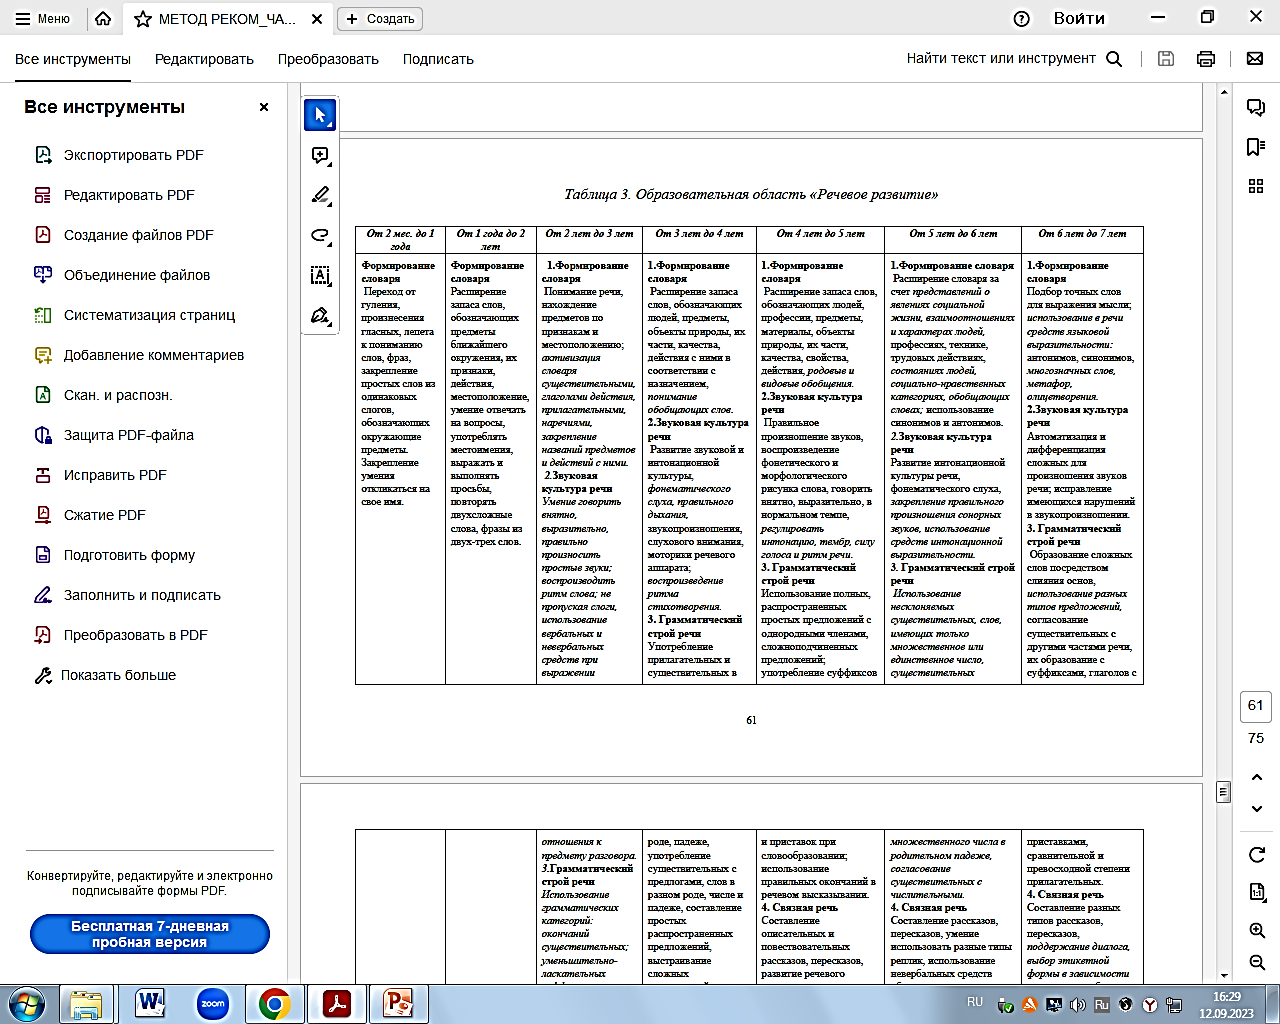 Меню
МЕТОД РЕКОМ_ЧА...
Создать
Войти
Все инструменты
Редактировать
Преобразовать
Подписать
Найти текст или инструмент
Все инструменты
Экспортировать PDF
Редактировать PDF
Создание файлов PDF
Объединение файлов
Систематизация страниц
Добавление комментариев
Скан. и распозн.
Защита PDF-файла
Исправить PDF
Сжатие PDF
Подготовить форму
Заполнить и подписать
Преобразовать в PDF
Показать больше
Конвертируйте, редактируйте и электронно
подписывайте формы PDF.
Бесплатная 7-дневная
пробная версия
Таблица 3. Образовательная область «Речевое развитие»
От 2 мес. до 1
года
От 1 года до 2
лет
От 2 лет до 3 лет
От 3 лет до 4 лет
От 4 лет до 5 лет
От 5 лет до 6 лет
От 6 лет до 7 лет
Формирование
словаря
Переход от
гуления,
произнесения
гласных, лепета
к пониманию
слов, фраз,
закрепление
простых слов из
одинаковых
слогов,
обозначающих
окружающие
предметы.
Закрепление
умения
откликаться на
свое имя.
Формирование
словаря
Расширение
запаса слов,
обозначающих
предметы
ближайшего
окружения, их
признаки,
действия,
местоположение,
умение отвечать
на вопросы,
употреблять
местоимения,
выражать и
выполнять
просьбы,
повторять
двухсложные
слова, фразы из
двух-трех слов.
1.Формирование
словаря
Понимание речи,
нахождение
предметов по
признакам и
местоположению;
активизация
словаря
существительными,
глаголами действия,
прилагательными,
наречиями,
закрепление
названий предметов
и действий с ними.
2.Звуковая
культура речи
Умение говорить
внятно,
выразительно,
правильно
произносить
простые звуки;
воспроизводить
ритм слова; не
пропуская слоги,
использование
вербальных и
невербальных
средств при
выражении
1.Формирование
словаря
Расширение запаса
слов, обозначающих
людей, предметы,
объекты природы, их
части, качества,
действия с ними в
соответствии с
назначением,
понимание
обобщающих слов.
2.Звуковая культура
речи
Развитие звуковой и
интонационной
культуры,
фонематического
слуха, правильного
дыхания,
звукопроизношения,
слухового внимания,
моторики речевого
аппарата;
воспроизведение
ритма
стихотворения.
3. Грамматический
строй речи
Употребление
прилагательных и
существительных в
1.Формирование
словаря
Расширение запаса слов,
обозначающих людей,
профессии, предметы,
материалы, объекты
природы, их части,
качества, свойства,
действия, родовые и
видовые обобщения.
2.Звуковая культура
речи
Правильное
произношение звуков,
воспроизведение
фонетического и
морфологического
рисунка слова, говорить
внятно, выразительно, в
нормальном темпе,
регулировать
интонацию, тембр, силу
голоса и ритм речи.
3. Грамматический
строй речи
Использование полных,
распространенных
простых предложений с
однородными членами,
сложноподчиненных
предложений;
употребление суффиксов
1.Формирование словаря
Расширение словаря за
счет представлений о
явлениях социальной
жизни, взаимоотношениях
и характерах людей,
профессиях, технике,
трудовых действиях,
состояниях людей,
социально-нравственных
категориях, обобщающих
словах; использование
синонимов и антонимов.
2.Звуковая культура
речи
Развитие интонационной
культуры речи,
фонематического слуха,
закрепление правильного
произношения сонорных
звуков, использование
средств интонационной
выразительности.
3. Грамматический строй
речи
Использование
несклоняемых
существительных, слов,
имеющих только
множественное или
единственное число,
существительных
1.Формирование
словаря
Подбор точных слов
для выражения мысли;
использование в речи
средств языковой
выразительности:
антонимов, синонимов,
многозначных слов,
метафор,
олицетворения.
2.Звуковая культура
речи
Автоматизация и
дифференциация
сложных для
произношения звуков
речи; исправление
имеющихся нарушений
в звукопроизношении.
3. Грамматический
строй речи
Образование сложных
слов посредством
слияния основ,
использование разных
типов предложений,
согласование
существительных с
другими частями речи,
их образование с
суффиксами, глаголов с
61
отношения к
предмету разговора.
3.Грамматический
строй речи
Использование
грамматических
категорий:
окончаний
существительных;
уменьшительно-
ласкательных
роде, падеже,
употребление
существительных с
предлогами, слов в
разном роде, числе и
падеже, составление
простых
распространенных
предложений,
выстраивание
сложных
и приставок при
словообразовании;
использование
правильных окончаний в
речевом высказывании.
4. Связная речь
Составление
описательных и
повествовательных
рассказов, пересказов,
развитие речевого
множественного числа в
родительном падеже,
согласование
существительных с
числительными.
4. Связная речь
Составление рассказов,
пересказов, умение
использовать разные типы
реплик, использование
невербальных средств
приставками,
сравнительной и
превосходной степени
прилагательных.
4. Связная речь
Составление разных
типов рассказов,
пересказов,
поддержание диалога,
выбор этикетной
формы в зависимости
61
75
1:1
zoom
RU
Ru
16:29
12.09.2023